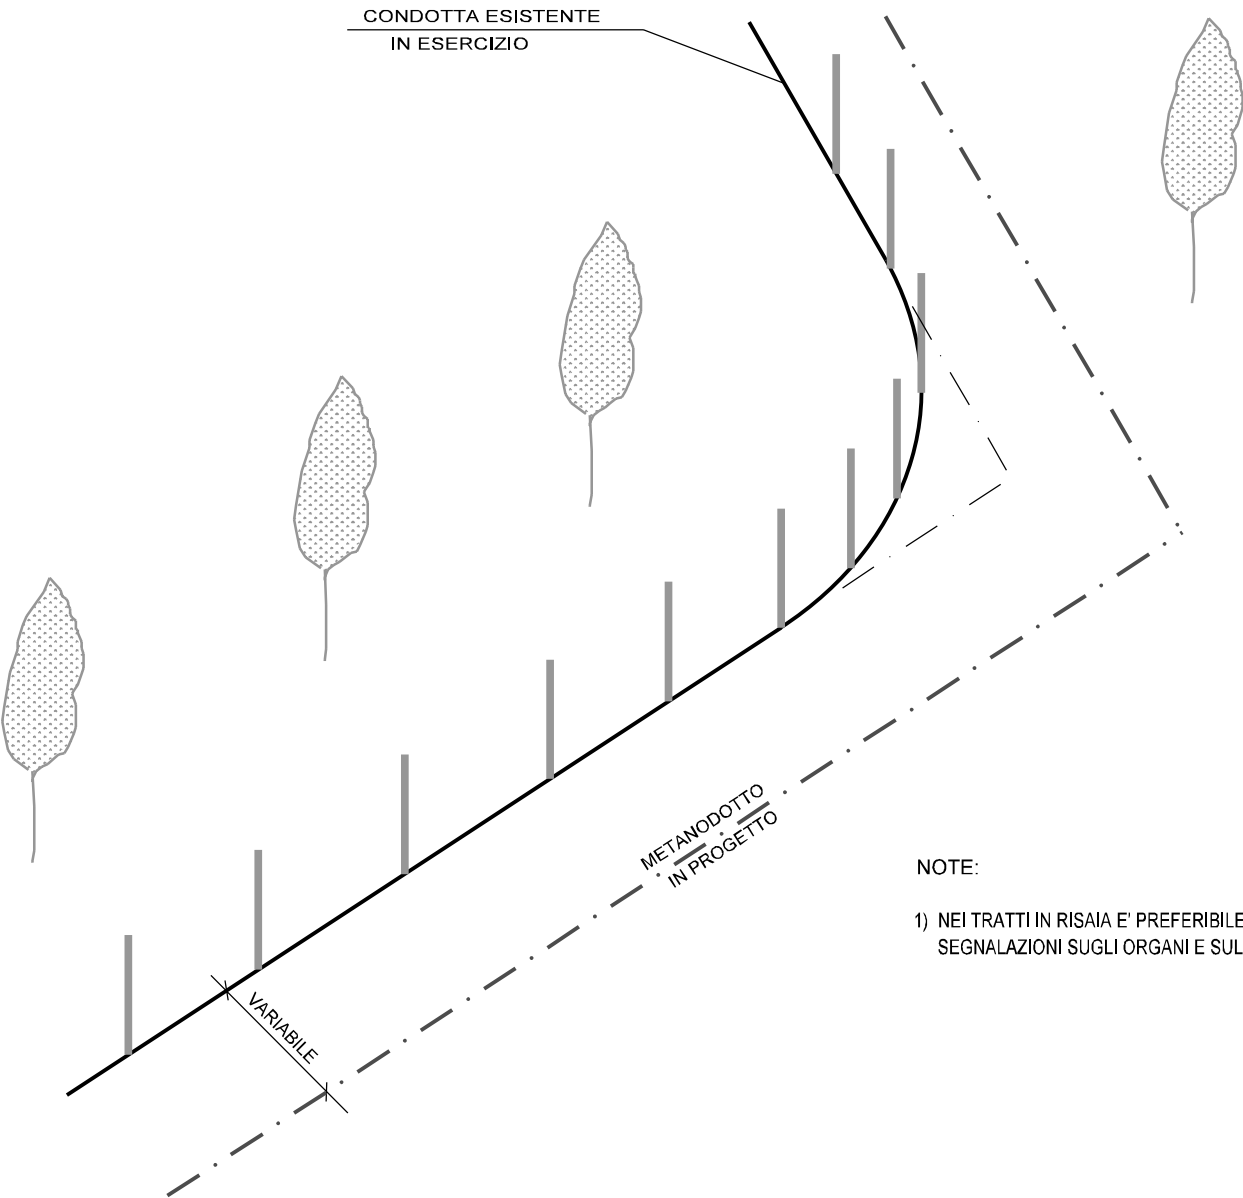 CONDOTTA ESISTENTE
IN ESERCIZIO
METANODOTTO
IN PROGETTO
VARIABILE
NOTE:
1) NEI TRATTI IN RISAIA E' PREFERIBILE
SEGNALAZIONI SUGLI ORGANI E SUL